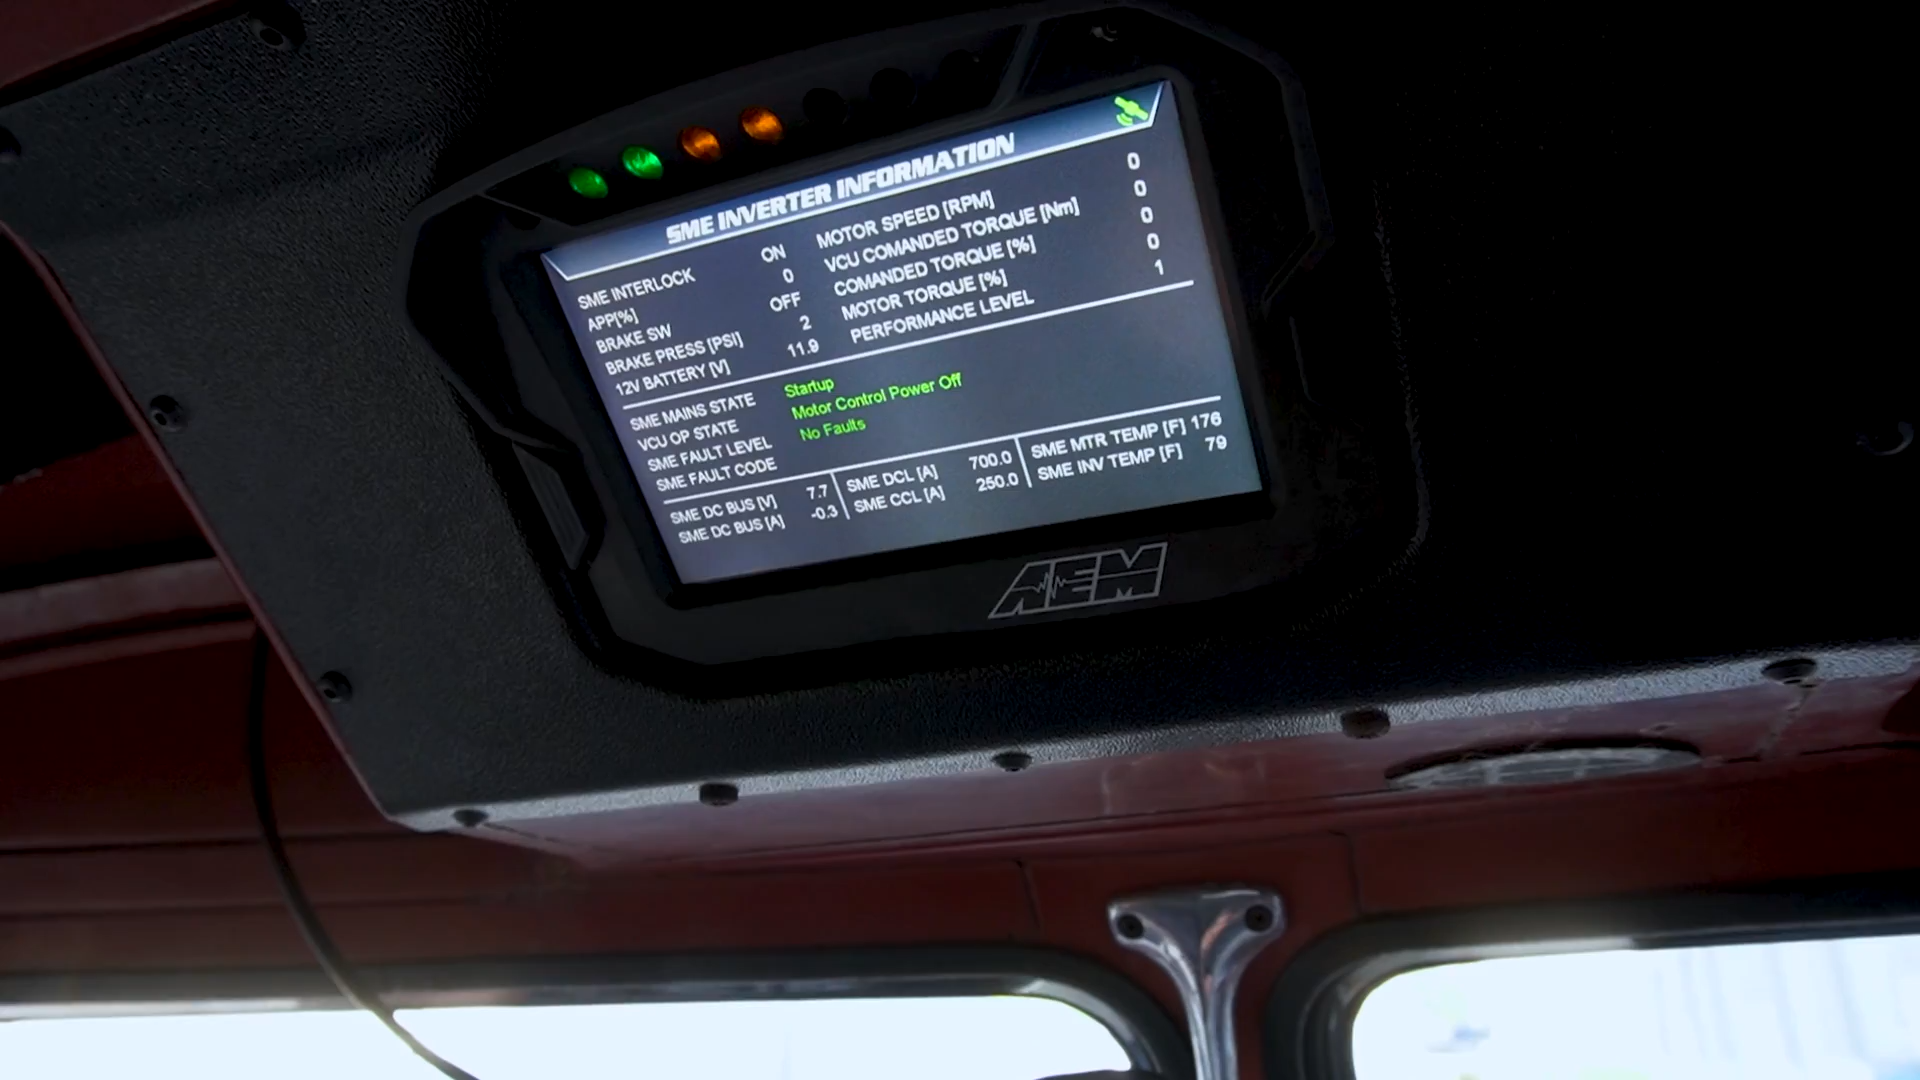 SME INVERTER INFORMATION
SME INTERLOCK ON
APP[%] 0
BRAKE SW OFF
BRAKE PRESS [PSI] 2
12V BATTERY [V] 11.9
MOTOR SPEED [RPM] 0
VCU COMANDED TORQUE [Nm] 0
COMANDED TORQUE [%] 0
MOTOR TORQUE [%] 0
PERFORMANCE LEVEL 1
SME MAINS STATE Startup
VCU OP STATE Motor Control Power Off
SME FAULT LEVEL No Faults
SME FAULT CODE
SME DC BUS [V] 7.7
SME DC BUS [A] -0.3
SME DCL [A] 700.0
SME CCL [A] 250.0
SME MTR TEMP [F] 176
SME INV TEMP [F] 79
AEM